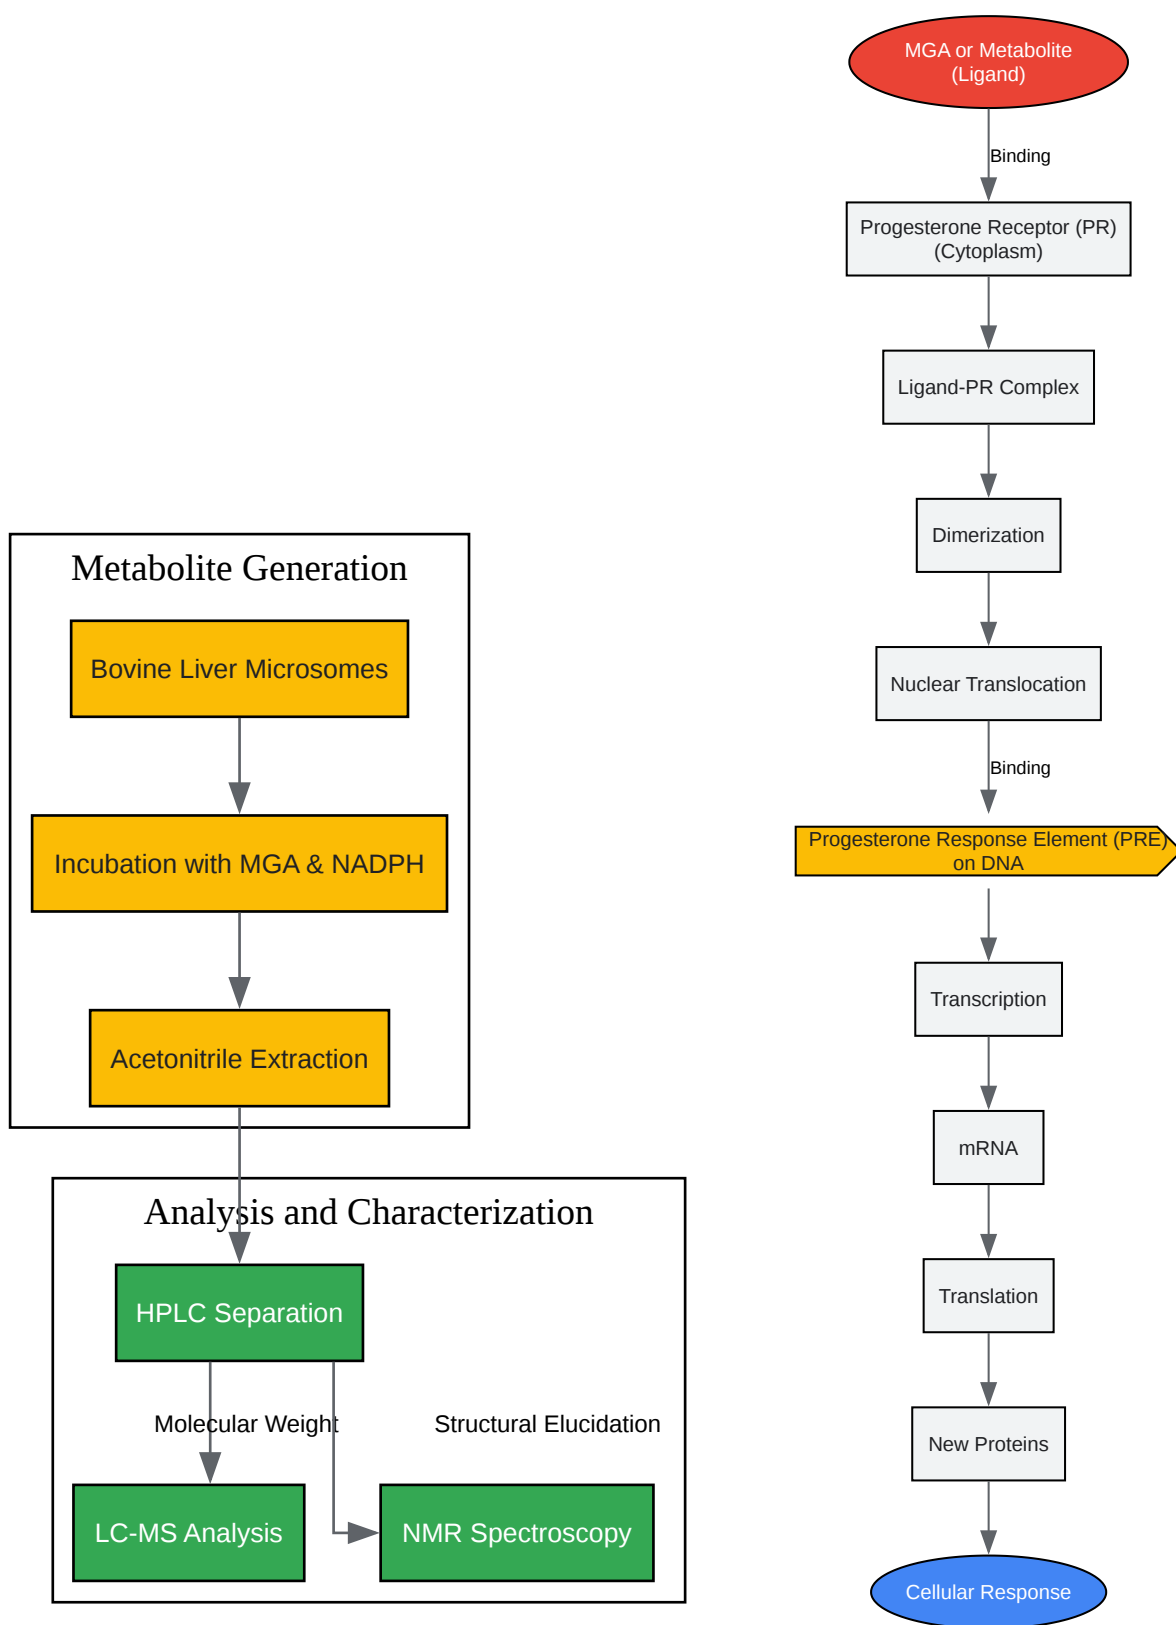 Metabolite Generation
Bovine Liver Microsomes
Incubation with MGA & NADPH
Acetonitrile Extraction
Analysis and Characterization
HPLC Separation
Molecular Weight
Structural Elucidation
LC-MS Analysis
NMR Spectroscopy
MGA or Metabolite
(Ligand)
Binding
Progesterone Receptor (PR)
(Cytoplasm)
Ligand-PR Complex
Dimerization
Nuclear Translocation
Binding
Progesterone Response Element (PRE)
on DNA
Transcription
mRNA
Translation
New Proteins
Cellular Response